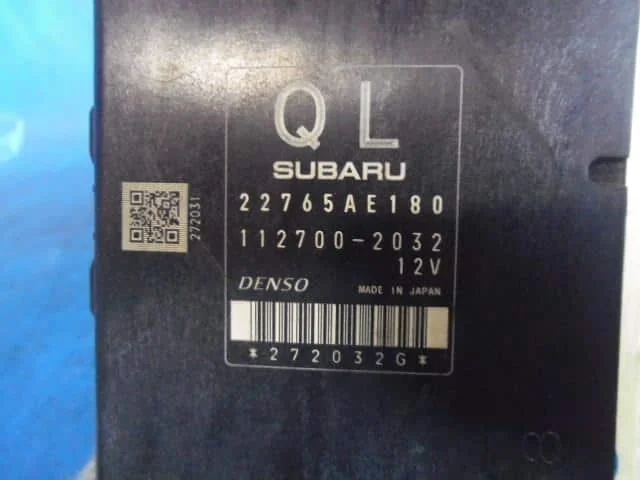 Q L
SUBARU
22765AE180
112700-2032
12V
DENSO
MADE IN JAPAN
*272032G*
272031